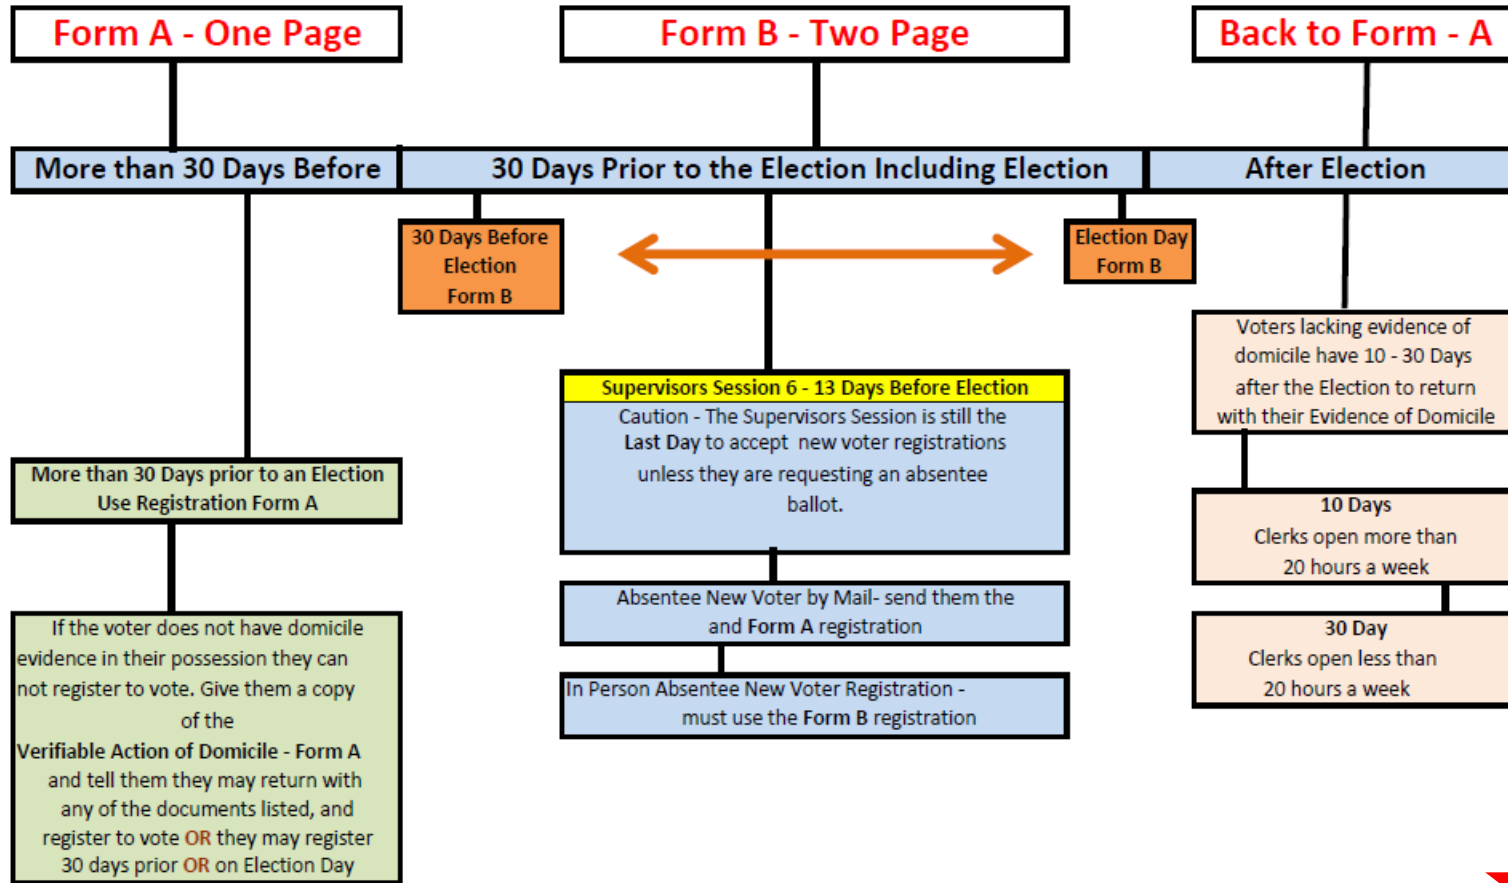 Form A - One Page
Form B - Two Page
Back to Form - A
More than 30 Days Before
30 Days Prior to the Election Including Election
After Election
30 Days Before
Election
Form B
Election Day
Form B
More than 30 Days prior to an Election
Use Registration Form A
If the voter does not have domicile
evidence in their possession they can
not register to vote. Give them a copy
of the
Verifiable Action of Domicile - Form A
and tell them they may return with
any of the documents listed, and
register to vote OR they may register
30 days prior OR on Election Day
Supervisors Session 6 - 13 Days Before Election
Caution - The Supervisors Session is still the
Last Day to accept new voter registrations
unless they are requesting an absentee
ballot.
Absentee New Voter by Mail- send them the
and Form A registration
In Person Absentee New Voter Registration -
must use the Form B registration
Voters lacking evidence of
domicile have 10 - 30 Days
after the Election to return
with their Evidence of Domicile
10 Days
Clerks open more than
20 hours a week
30 Day
Clerks open less than
20 hours a week